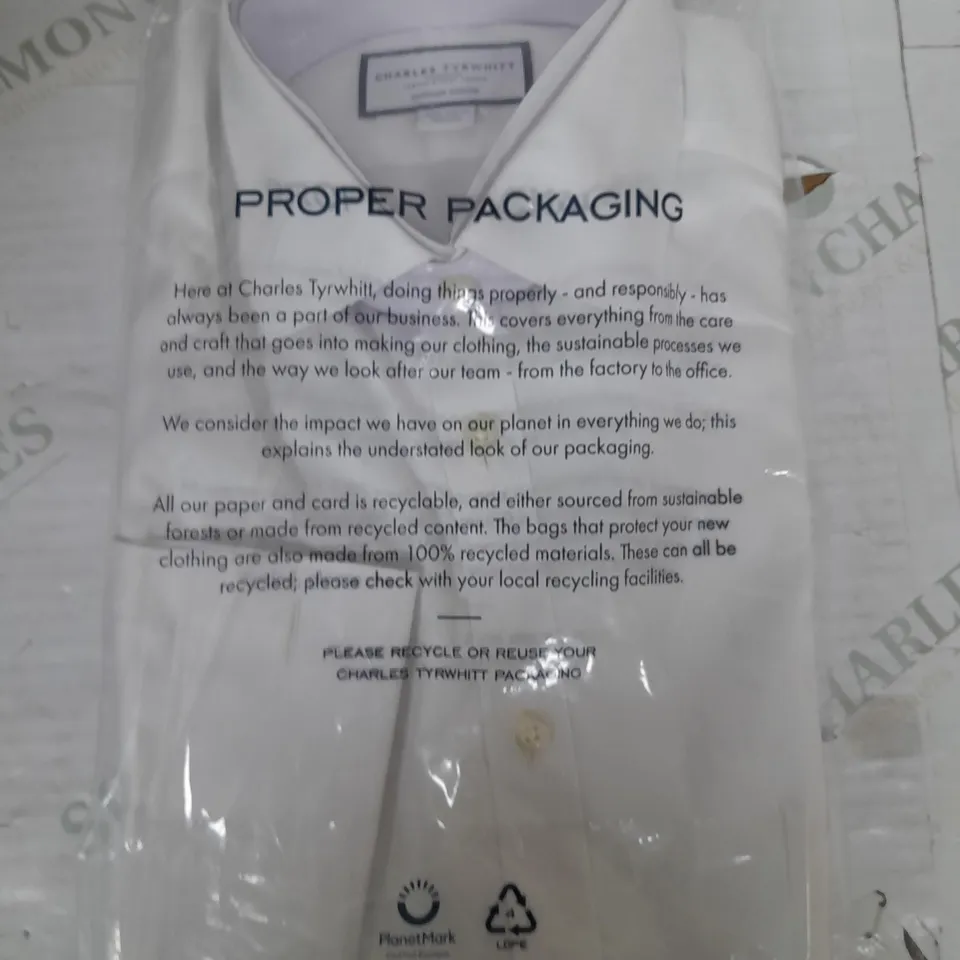 CHARLES TYRWHITT
PROPER PACKAGING
Here at Charles Tyrwhitt, doing things properly - and responsibly - has
always been a part of our business. This covers everything from the care
and craft that goes into making our clothing, the sustainable processes we
use, and the way we look after our team - from the factory to the office.
We consider the impact we have on our planet in everything we do; this
explains the understated look of our packaging.
All our paper and card is recyclable, and either sourced from sustainable
forests or made from recycled content. The bags that protect your new
clothing are also made from 100% recycled materials. These can all be
recycled; please check with your local recycling facilities.
PLEASE RECYCLE OR REUSE YOUR
CHARLES TYRWHITT PACKAGING
PlanetMark
4
LDPE